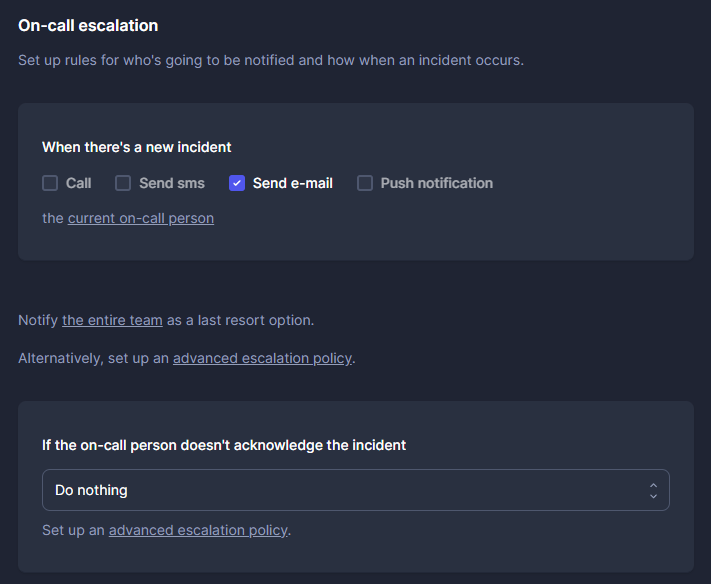 On-call escalation
Set up rules for who's going to be notified and how when an incident occurs.
When there's a new incident
Call Send sms Send e-mail Push notification
the current on-call person
Notify the entire team as a last resort option.
Alternatively, set up an advanced escalation policy.
If the on-call person doesn't acknowledge the incident
Do nothing
Set up an advanced escalation policy.